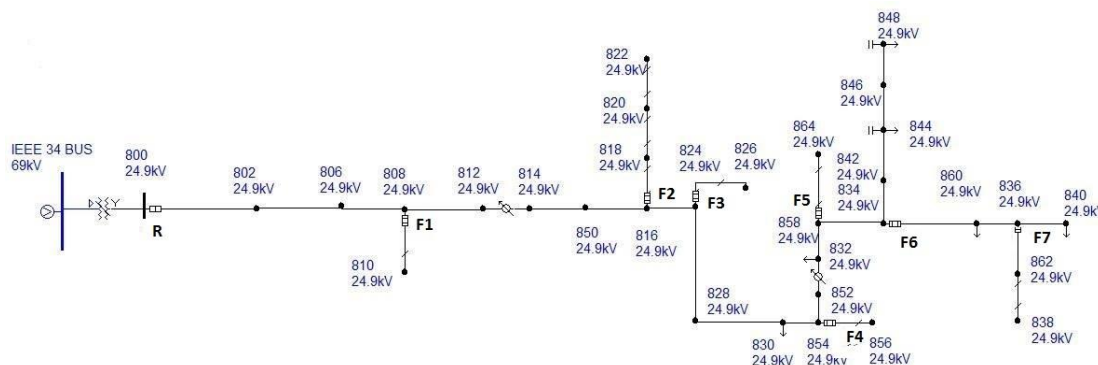 IEEE 34 BUS
69kV
800
24.9kV
R
802
24.9kV
806
24.9kV
808
24.9kV
F1
810
24.9kV
812
24.9kV
814
24.9kV
850
24.9kV
816
24.9kV
822
24.9kV
820
24.9kV
818
24.9kV
F2
824
24.9kV
826
24.9kV
F3
828
24.9kV
830
24.9kV
854
24.9kV
F4
856
24.9kV
852
24.9kV
832
24.9kV
858
24.9kV
F5
864
24.9kV
834
24.9kV
842
24.9kV
844
24.9kV
846
24.9kV
848
24.9kV
F6
860
24.9kV
836
24.9kV
F7
840
24.9kV
862
24.9kV
838
24.9kV